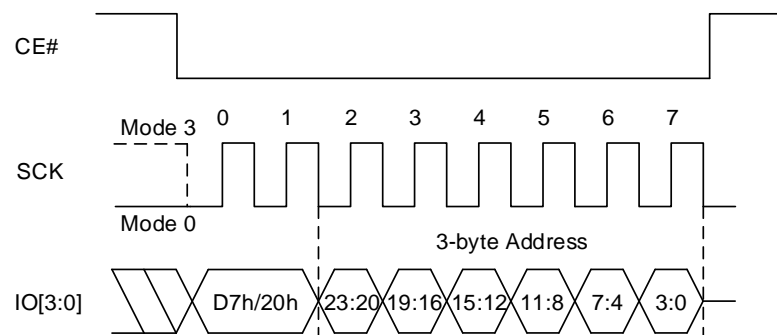 CE#
Mode 3 0 1 2 3 4 5 6 7
SCK
Mode 0
3-byte Address
IO[3:0] D7h/20h 23:20 19:16 15:12 11:8 7:4 3:0